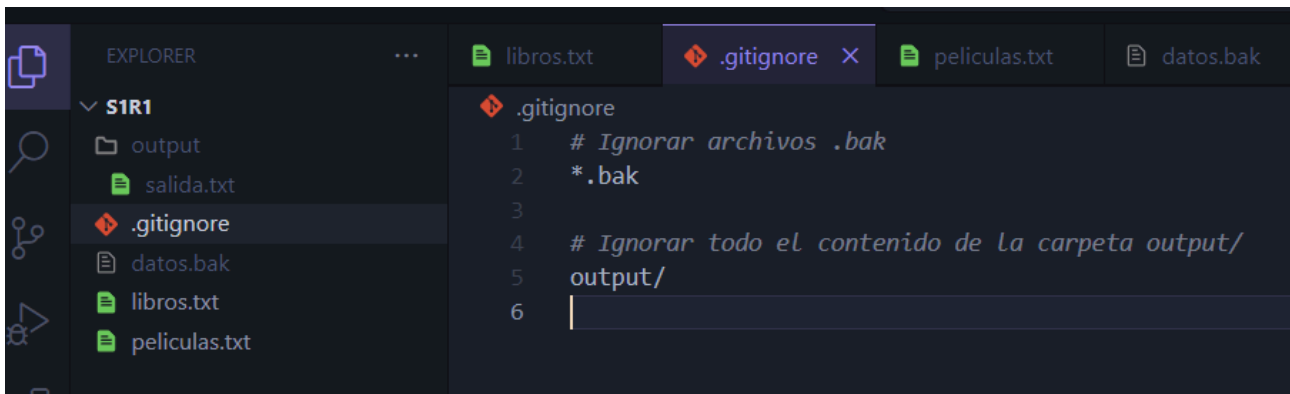 EXPLORER ...
S1R1
output
salida.txt
.gitignore
datos.bak
libros.txt
peliculas.txt
libros.txt .gitignore peliculas.txt datos.bak
.gitignore
1 # Ignorar archivos .bak
2 *.bak
3
4 # Ignorar todo el contenido de la carpeta output/
5 output/
6